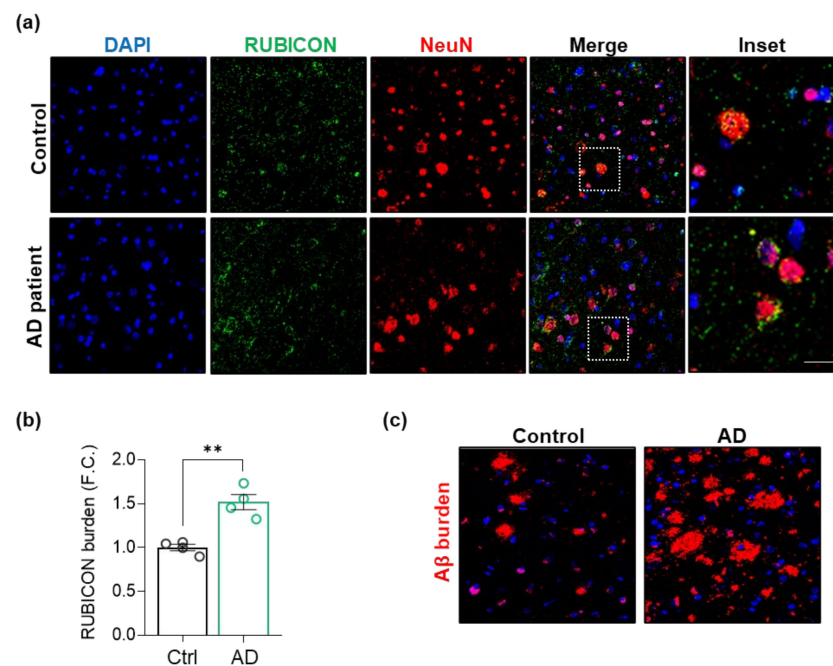 (a)
DAPI RUBICON NeuN Merge Inset
Control
AD patient
(b)
**
RUBICON burden (F.C.)
2.0
1.5
1.0
0.5
0.0
Ctrl AD
(c)
Control AD
Aβ burden